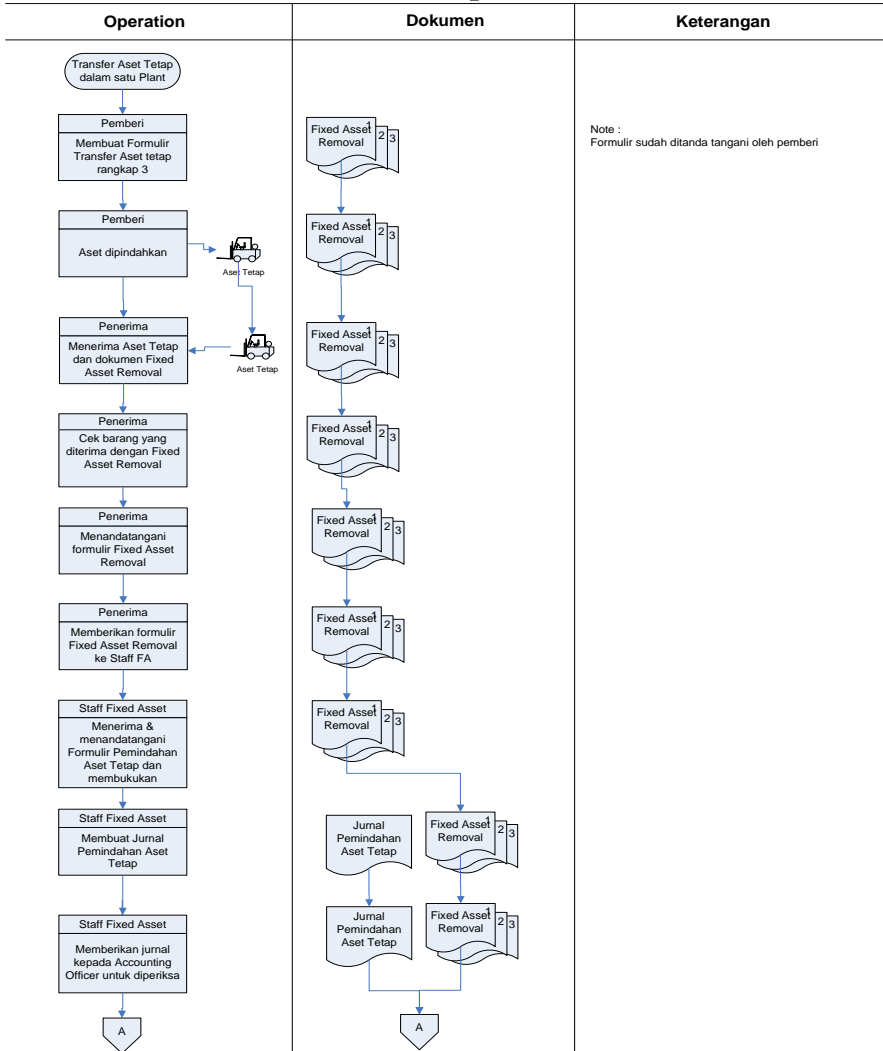 Operation
Dokumen
Keterangan
Transfer Aset Tetap
dalam satu Plant
Pemberi
Membuat Formulir
Transfer Aset tetap
rangkap 3
Fixed Asset
Removal
1
2
3
Note :
Formulir sudah ditanda tangani oleh pemberi
Pemberi
Aset dipindahkan
Aset Tetap
Fixed Asset
Removal
1
2
3
Penerima
Menerima Aset Tetap
dan dokumen Fixed
Asset Removal
Aset Tetap
Fixed Asset
Removal
1
2
3
Penerima
Cek barang yang
diterima dengan Fixed
Asset Removal
Fixed Asset
Removal
1
2
3
Penerima
Menandatangani
formulir Fixed Asset
Removal
Fixed Asset
Removal
1
2
3
Penerima
Memberikan formulir
Fixed Asset Removal
ke Staff FA
Fixed Asset
Removal
1
2
3
Staff Fixed Asset
Menerima &
menandatangani
Formulir Pemindahan
Aset Tetap dan
membukukan
Fixed Asset
Removal
1
2
3
Staff Fixed Asset
Membuat Jurnal
Pemindahan Aset
Tetap
Jurnal
Pemindahan
Aset Tetap
Fixed Asset
Removal
1
2
3
Staff Fixed Asset
Memberikan jurnal
kepada Accounting
Officer untuk diperiksa
Jurnal
Pemindahan
Aset Tetap
Fixed Asset
Removal
1
2
3
A
A